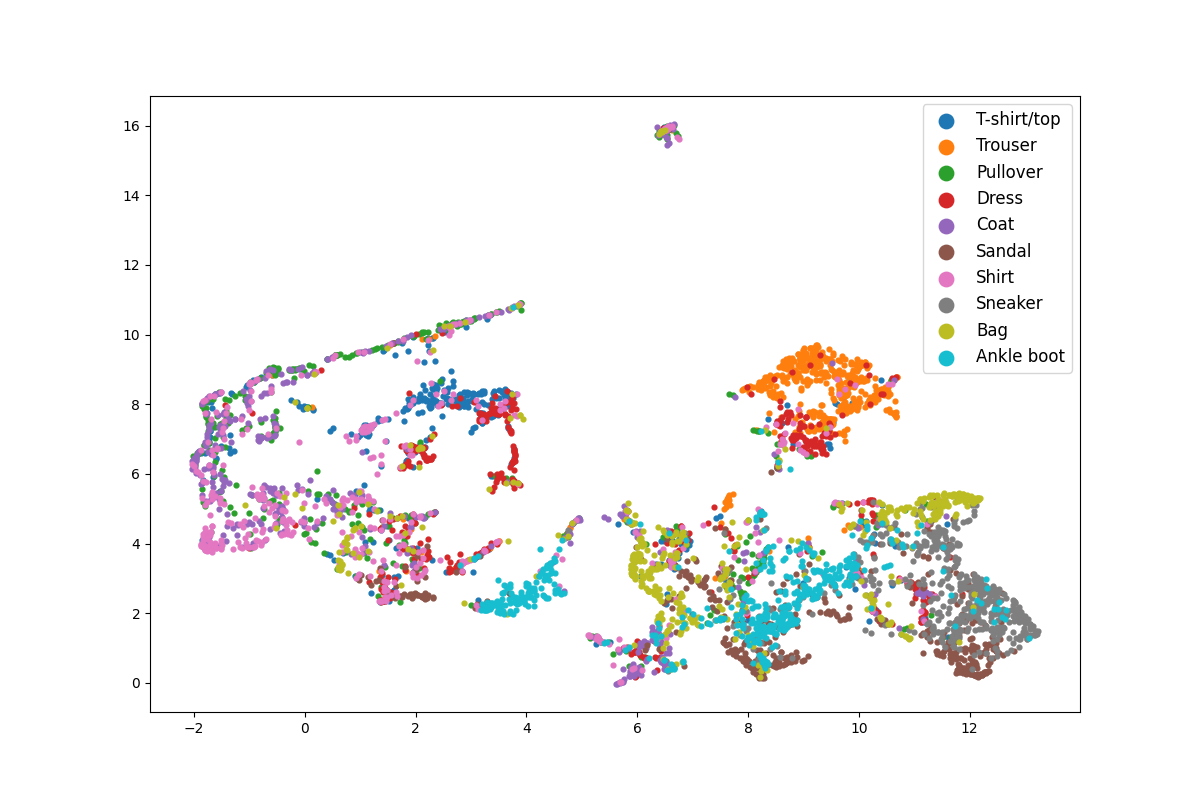 16
14
12
10
8
6
4
2
0
−2
0
2
4
6
8
10
12
T-shirt/top
Trouser
Pullover
Dress
Coat
Sandal
Shirt
Sneaker
Bag
Ankle boot